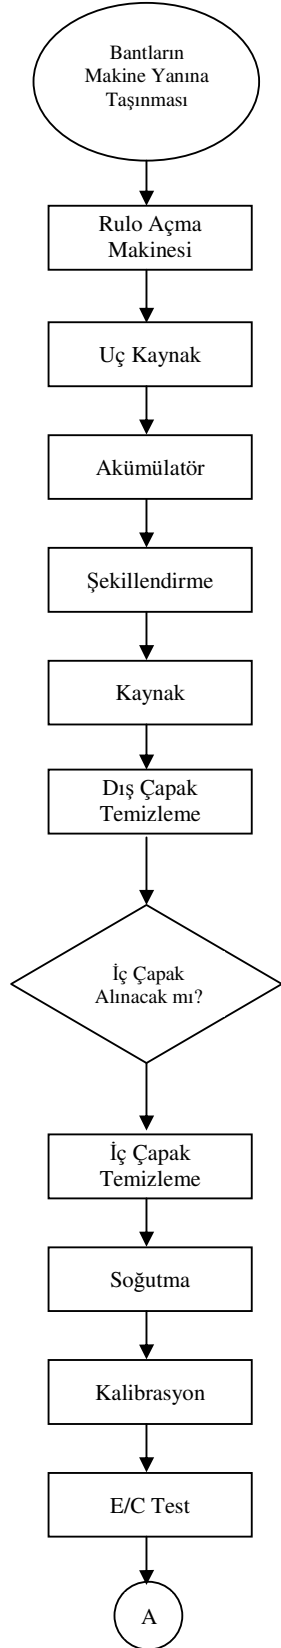 Bantların
Makine Yanına
Taşınması
Rulo Açma
Makinesi
Uç Kaynak
Akümülatör
Şekillendirme
Kaynak
Dış Çapak
Temizleme
İç Çapak
Alınacak mı?
İç Çapak
Temizleme
Soğutma
Kalibrasyon
E/C Test
A